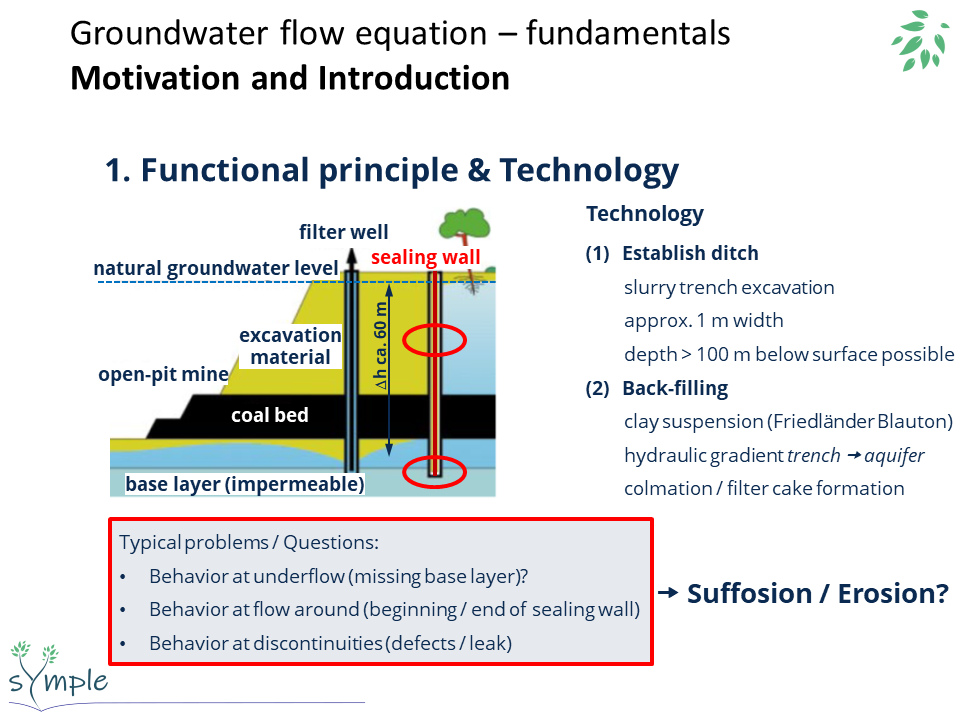 Groundwater flow equation – fundamentals
Motivation and Introduction
1. Functional principle & Technology
filter well
sealing wall
natural groundwater level
Δh ca. 60 m
excavation
material
open-pit mine
coal bed
base layer (impermeable)
Technology
(1) Establish ditch
slurry trench excavation
approx. 1 m width
depth > 100 m below surface possible
(2) Back-filling
clay suspension (Friedländer Blauton)
hydraulic gradient trench → aquifer
colmation / filter cake formation
Typical problems / Questions:
• Behavior at underflow (missing base layer)?
• Behavior at flow around (beginning / end of sealing wall)
• Behavior at discontinuities (defects / leak)
→ Suffosion / Erosion?
symple